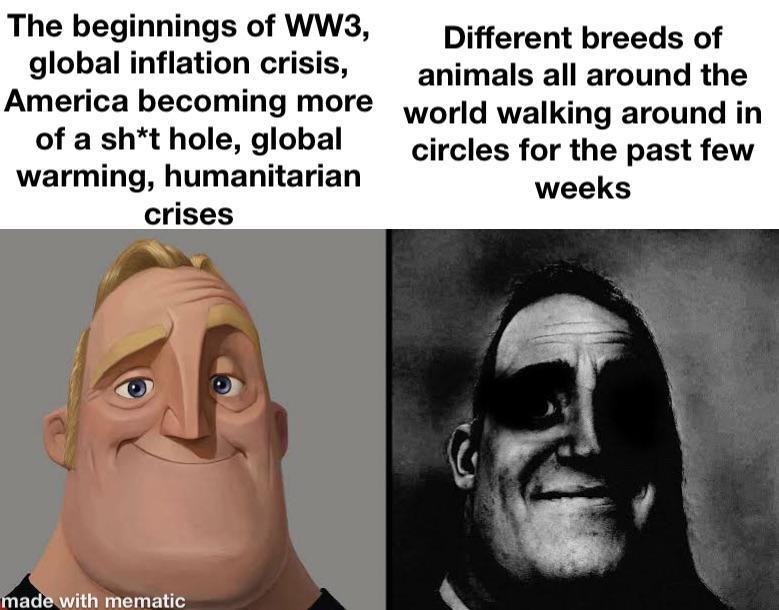 The beginnings of WW3,
global inflation crisis,
America becoming more
of a sh*t hole, global
warming, humanitarian
crises
Different breeds of
animals all around the
world walking around in
circles for the past few
weeks
made with mematic